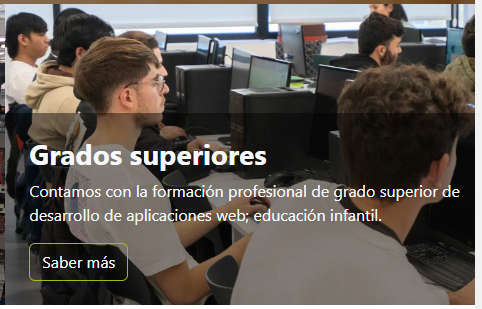 Grados superiores
Contamos con la formación profesional de grado superior de
desarrollo de aplicaciones web; educación infantil.
Saber más